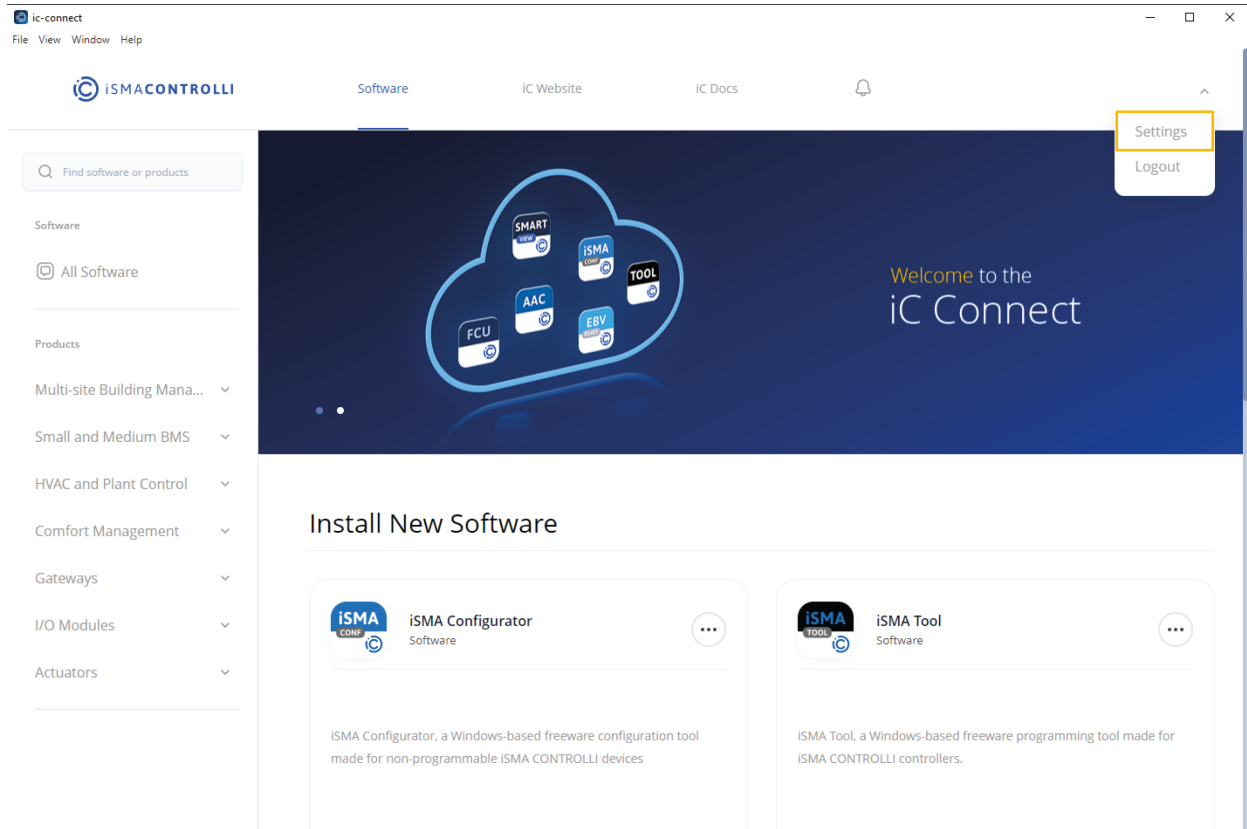 ic-connect
File View Window Help
iSMACONTROLLI
Software
iC Website
iC Docs
Settings
Logout
Find software or products
Software
All Software
Products
Multi-site Building Mana...
Small and Medium BMS
HVAC and Plant Control
Comfort Management
Gateways
I/O Modules
Actuators
SMART
VIEW
iSMA
CONF
TOOL
AAC
FCU
EBV
Welcome to the
iC Connect
Install New Software
iSMA
CONF
iSMA Configurator
Software
iSMA Configurator, a Windows-based freeware configuration tool
made for non-programmable iSMA CONTROLLI devices
iSMA
TOOL
iSMA Tool
Software
iSMA Tool, a Windows-based freeware programming tool made for
iSMA CONTROLLI controllers.